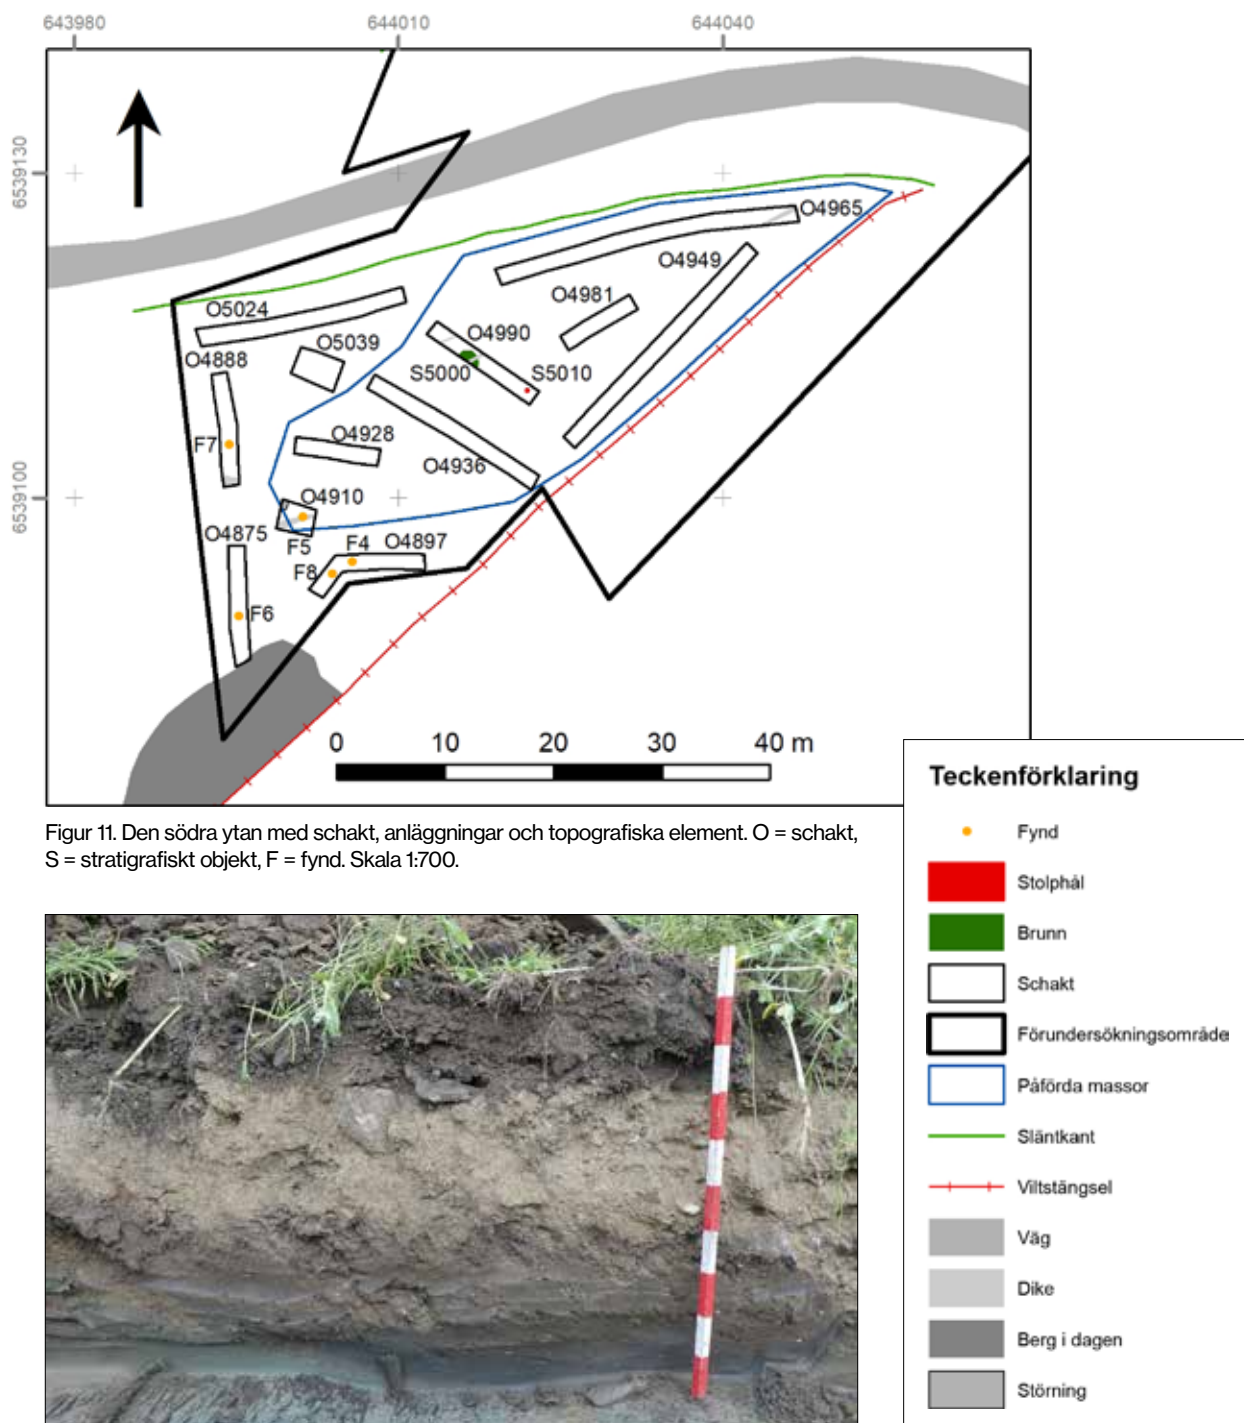 643980
644010
644040
6539130
6539100
O4965
O4949
O4981
O5024
O4990
O5039
O4888
S5000
S5010
O4928
F7
O4936
O4910
O4875
F5
F4
O4897
F8
F6
0
10
20
30
40 m
Figur 11. Den södra ytan med schakt, anläggningar och topografiska element. O = schakt,
S = stratigrafiskt objekt, F = fynd. Skala 1:700.
Teckenförklaring
Fynd
Stolphål
Brunn
Schakt
Förundersökningsområde
Påförda massor
Släntkant
Viltstängsel
Väg
Dike
Berg i dagen
Störning